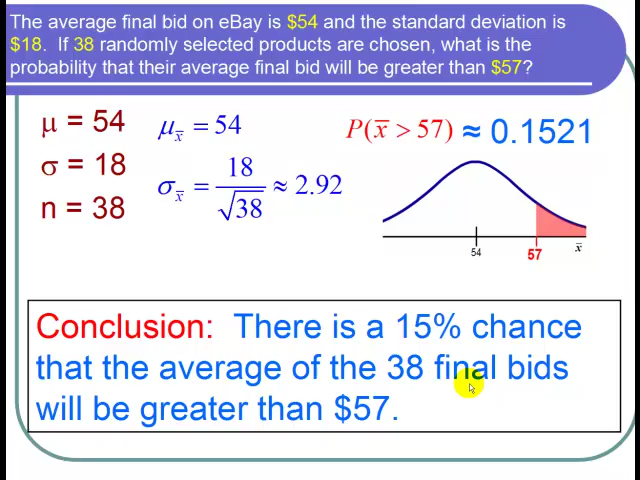 The average final bid on eBay is $54 and the standard deviation is
$18. If 38 randomly selected products are chosen, what is the
probability that their average final bid will be greater than $57?
μ = 54
σ = 18
n = 38
μx̅ = 54
σx̅ = 18/√38 ≈ 2.92
P(x̅ > 57) ≈ 0.1521
54 57 x̅
Conclusion: There is a 15% chance
that the average of the 38 final bids
will be greater than $57.